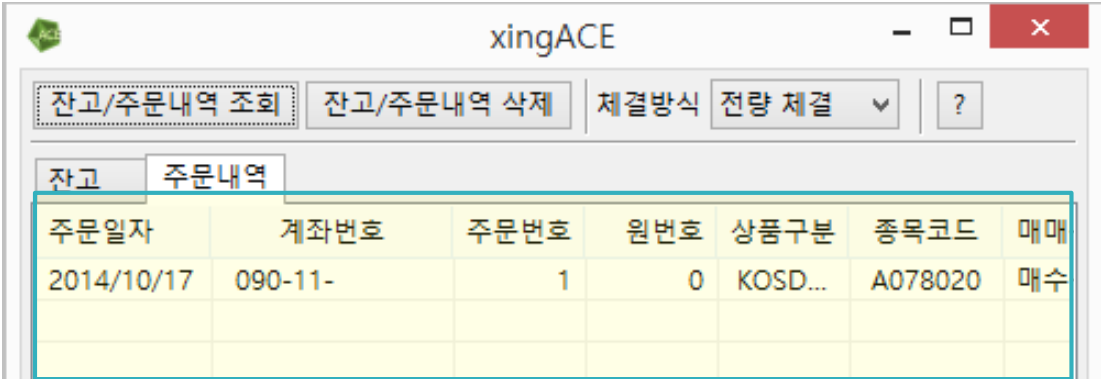 ACE xingACE
잔고/주문내역 조회 잔고/주문내역 삭제 체결방식 전량 체결 ?
잔고 주문내역
주문일자 계좌번호 주문번호 원번호 상품구분 종목코드 매매
2014/10/17 090-11- 1 0 KOSD... A078020 매수